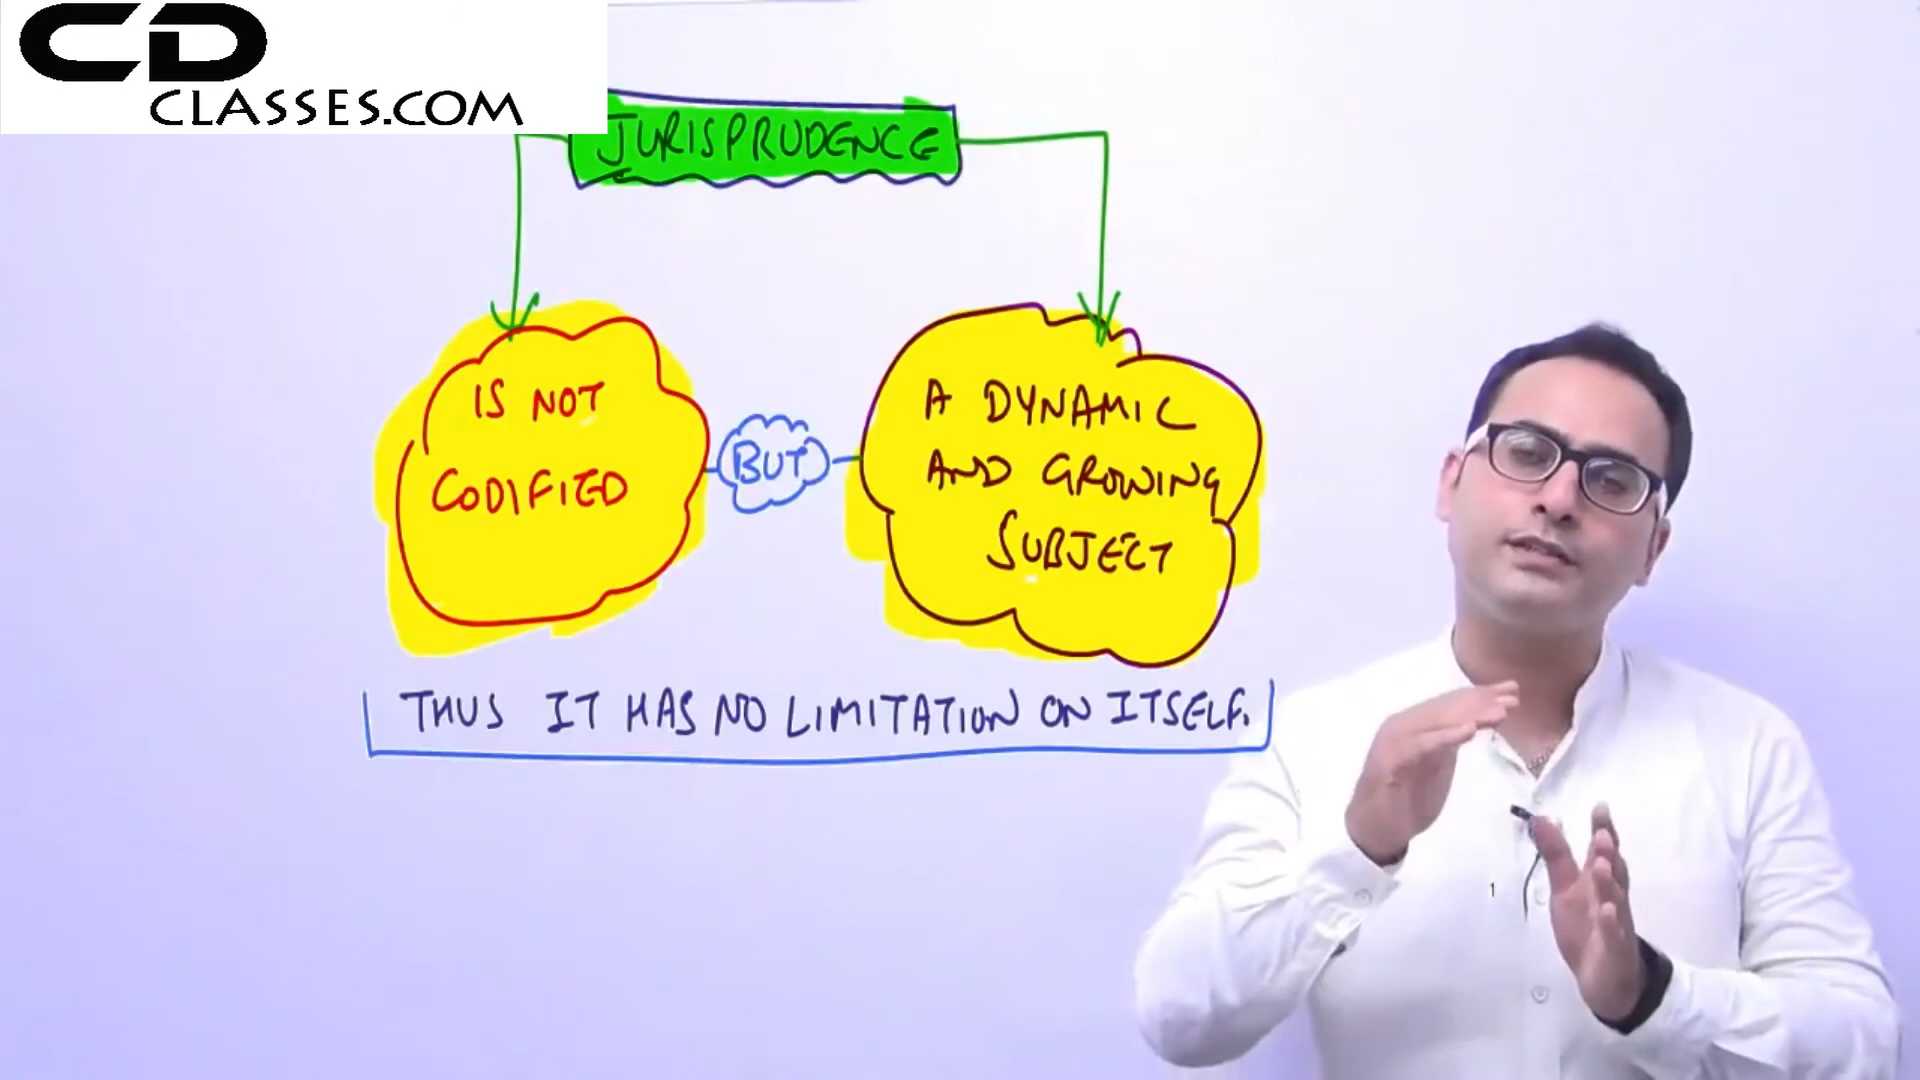 CD
CLASSES.COM
JURISPRUDENCE
IS NOT
CODIFIED
BUT
A DYNAMIC
AND GROWING
SUBJECT
THUS IT HAS NO LIMITATION ON ITSELF.